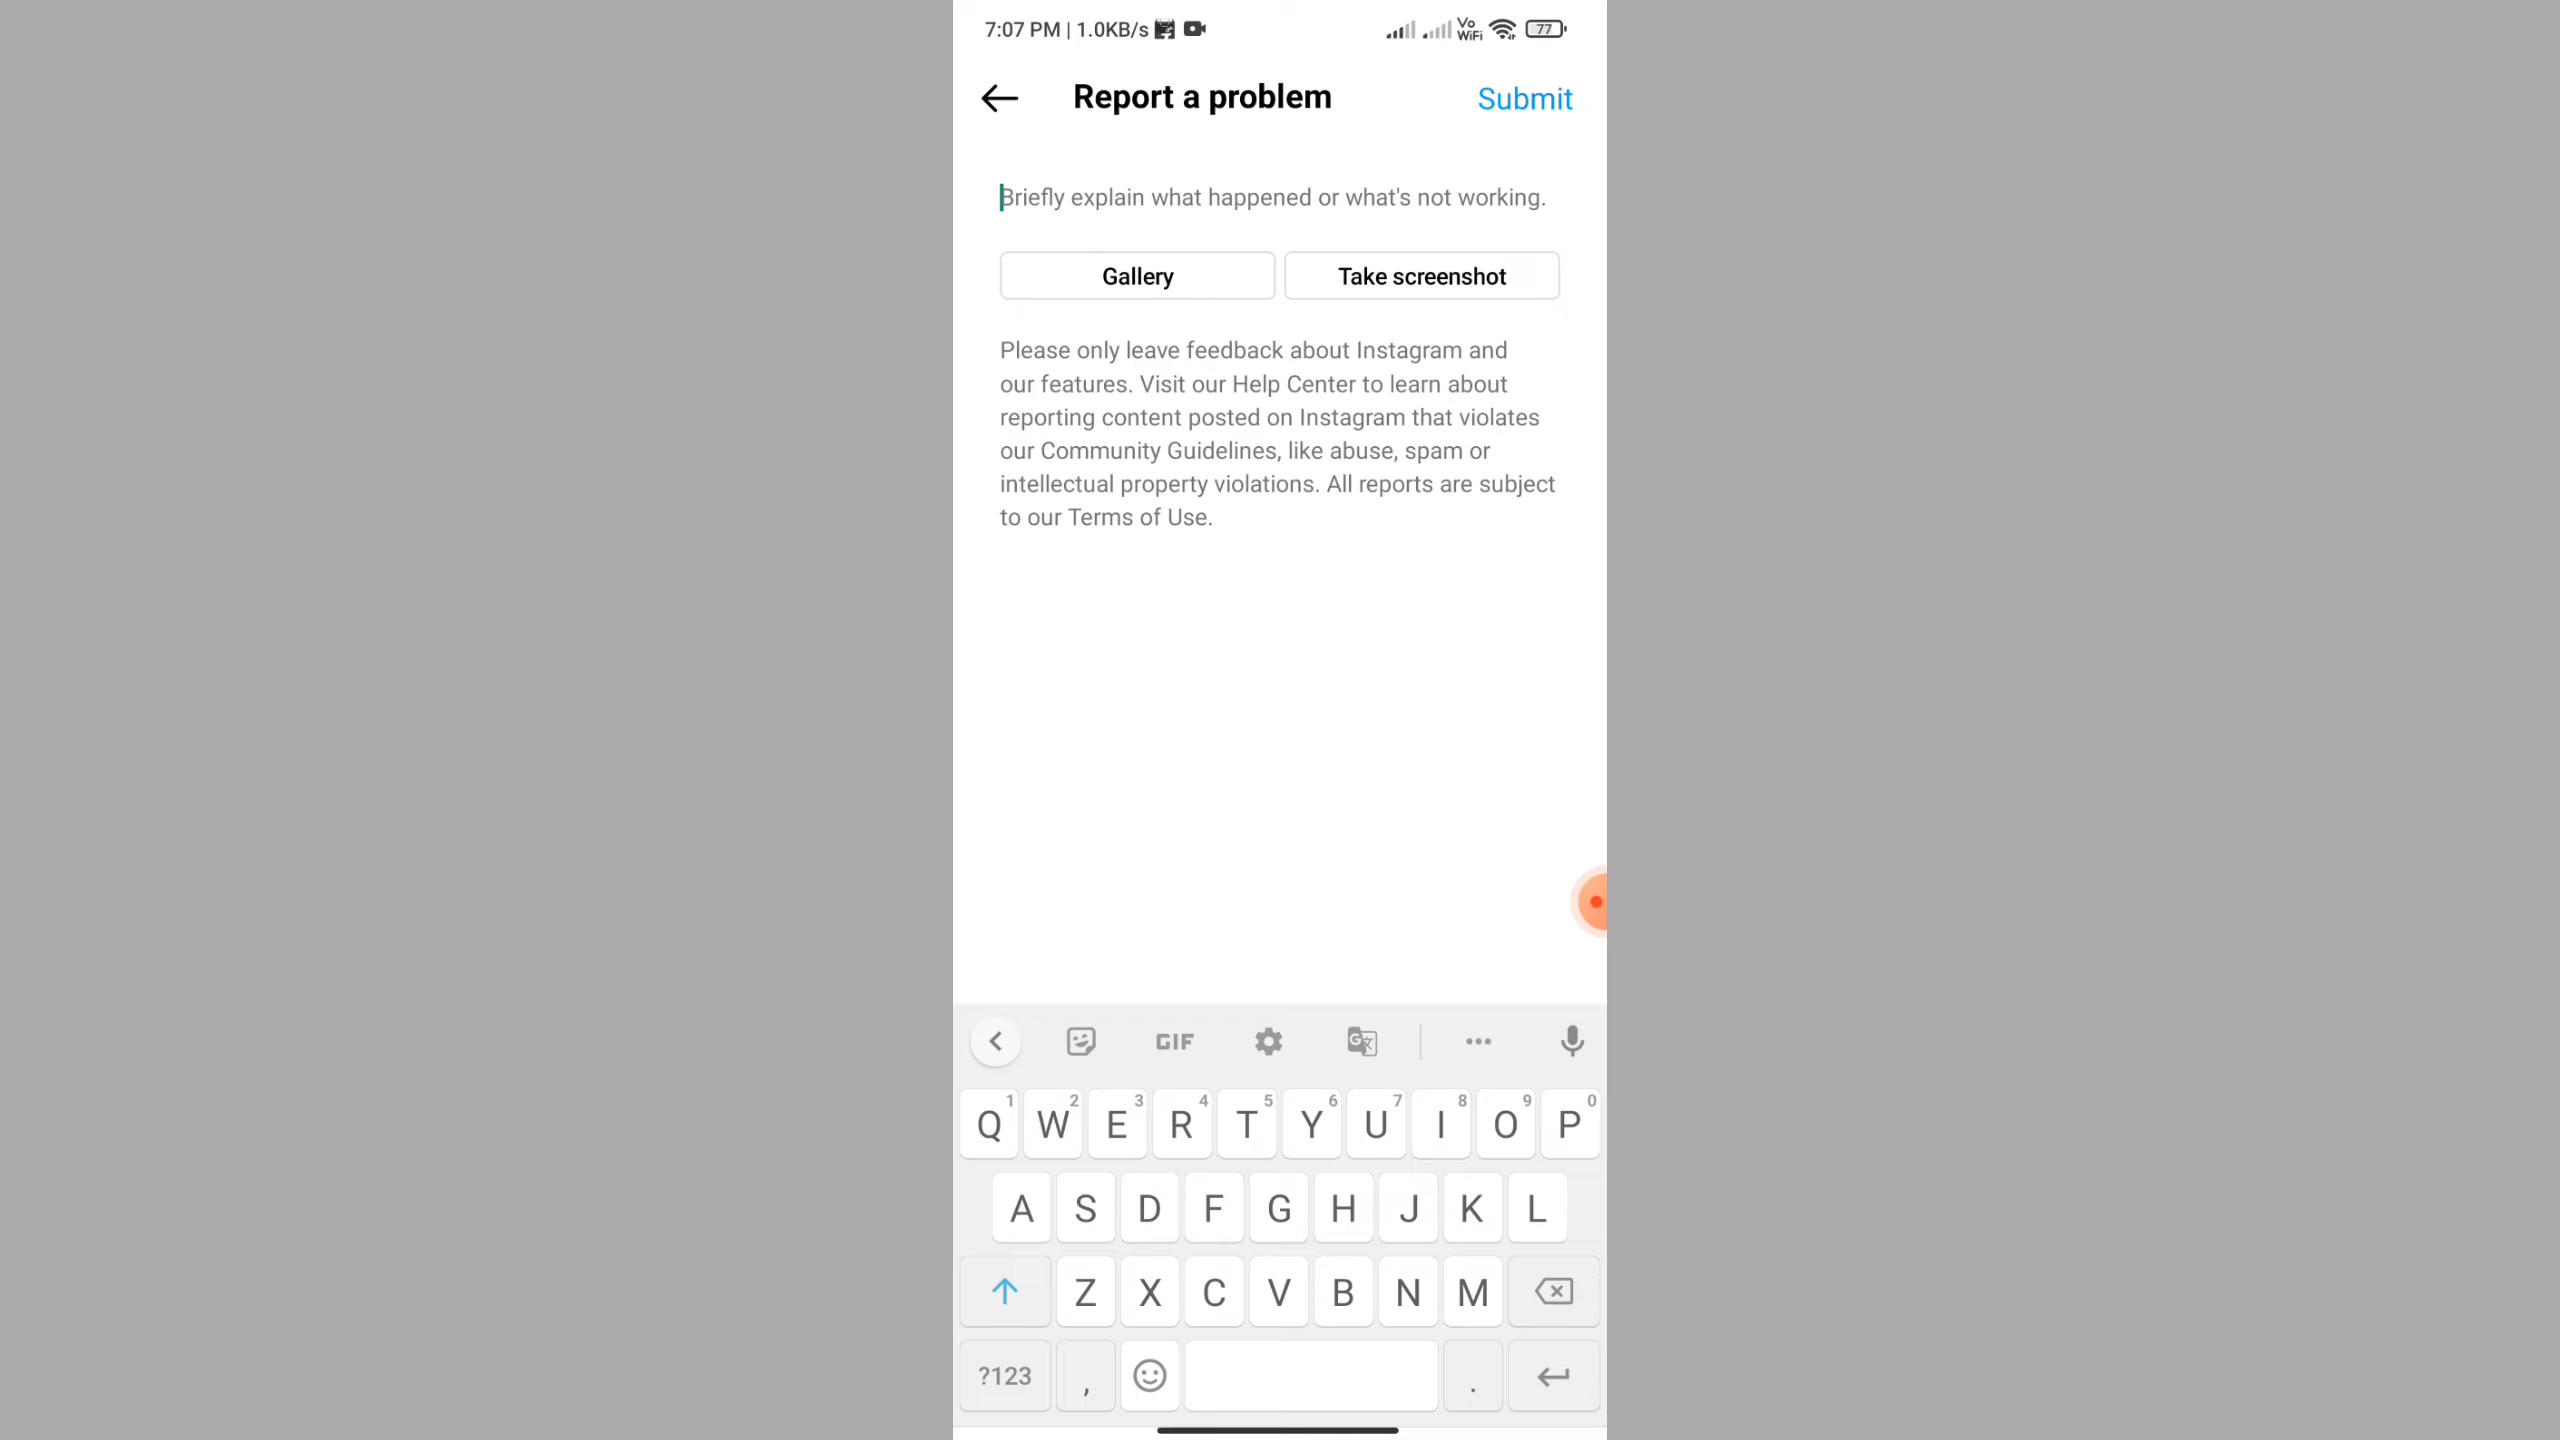 7:07 PM | 1.0KB/s Vo WiFi 77
Report a problem Submit
Briefly explain what happened or what's not working.
Gallery Take screenshot
Please only leave feedback about Instagram and
our features. Visit our Help Center to learn about
reporting content posted on Instagram that violates
our Community Guidelines, like abuse, spam or
intellectual property violations. All reports are subject
to our Terms of Use.
GIF G
1 2 3 4 5 6 7 8 9 0
Q W E R T Y U I O P
A S D F G H J K L
Z X C V B N M
?123 , .